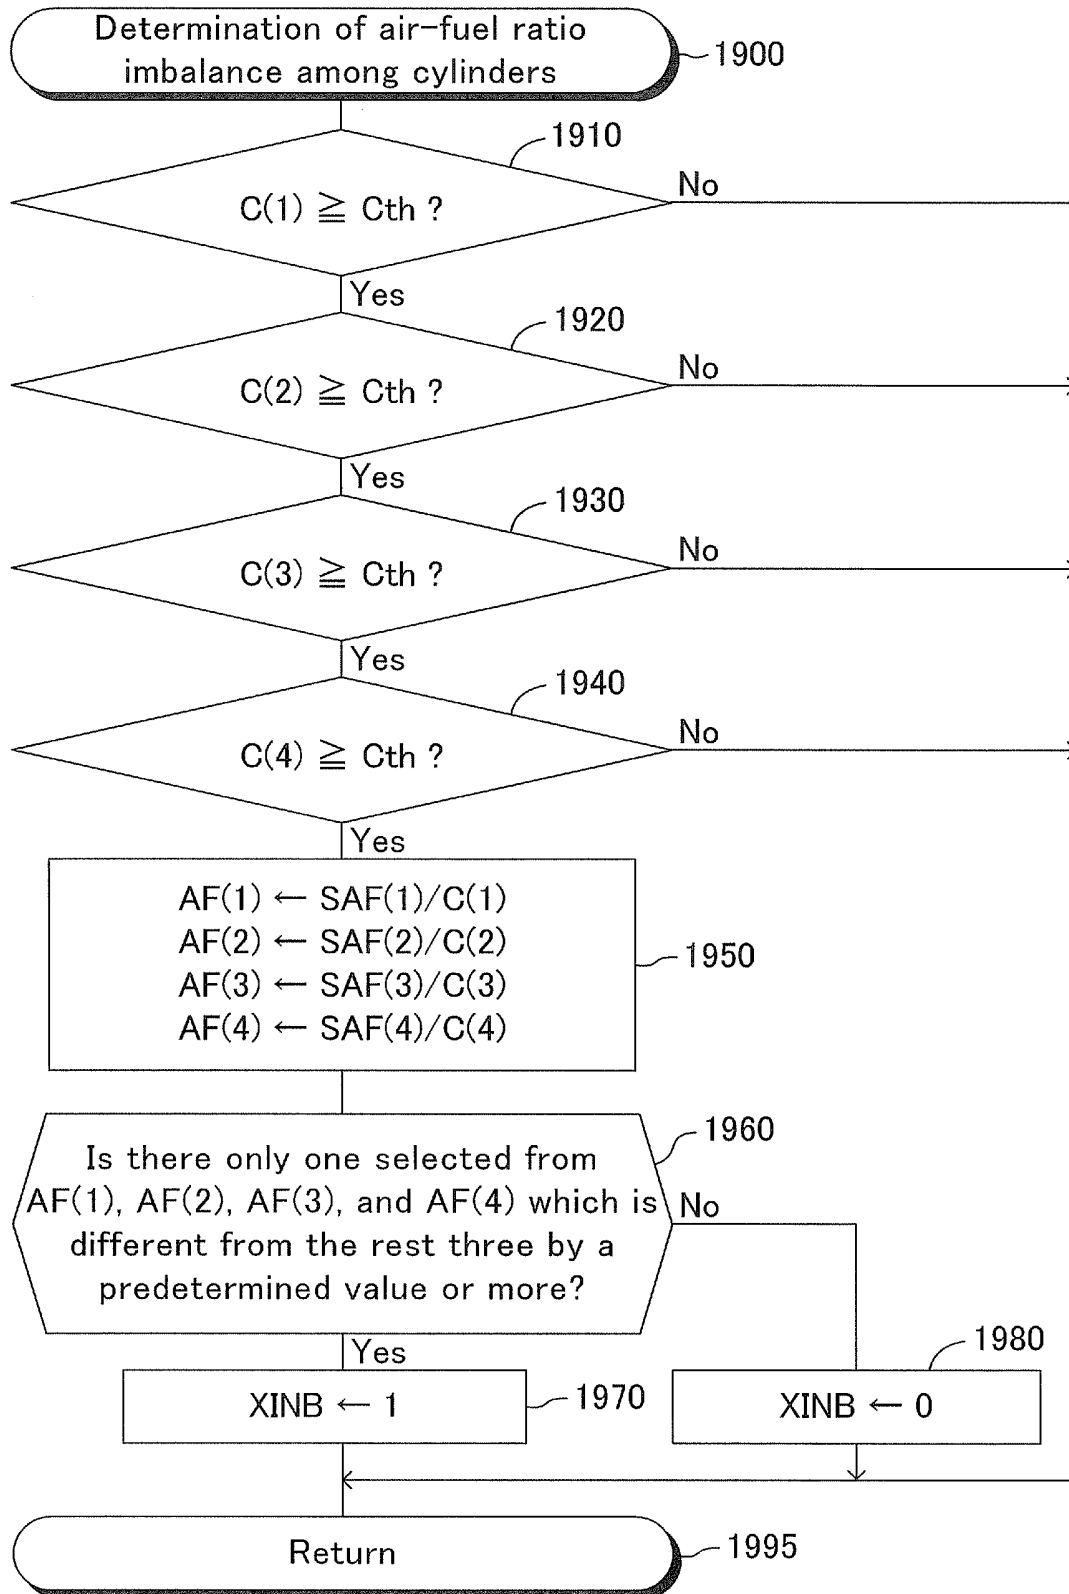 Determination of air-fuel ratio
imbalance among cylinders
1900
1910
C(1) ≧ Cth ?
No
Yes
1920
C(2) ≧ Cth ?
No
Yes
1930
C(3) ≧ Cth ?
No
Yes
1940
C(4) ≧ Cth ?
No
Yes
AF(1) ← SAF(1)/C(1)
AF(2) ← SAF(2)/C(2)
AF(3) ← SAF(3)/C(3)
AF(4) ← SAF(4)/C(4)
1950
1960
Is there only one selected from
AF(1), AF(2), AF(3), and AF(4) which is
different from the rest three by a
predetermined value or more?
No
Yes
1980
XINB ← 1
1970
XINB ← 0
Return
1995